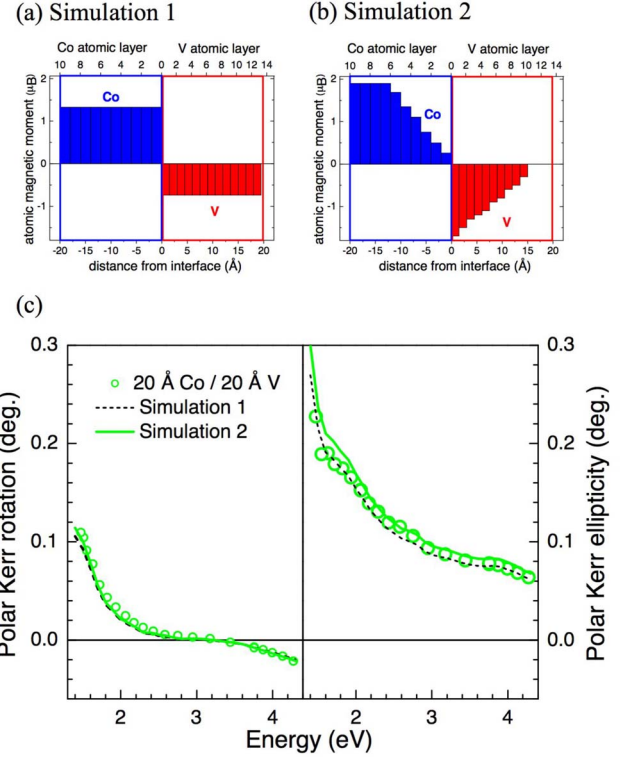 (a) Simulation 1
(b) Simulation 2
Co atomic layer V atomic layer
10 8 6 4 2 0 2 4 6 8 10 12 14
atomic magnetic moment (μB)
2
1
0
-1
Co
V
-20 -15 -10 -5 0 5 10 15 20
distance from interface (Å)
Co atomic layer V atomic layer
10 8 6 4 2 0 2 4 6 8 10 12 14
atomic magnetic moment (μB)
2
1
0
-1
Co
V
-20 -15 -10 -5 0 5 10 15 20
distance from interface (Å)
(c)
Polar Kerr rotation (deg.)
0.3
0.2
0.1
0.0
20 Å Co / 20 Å V
Simulation 1
Simulation 2
0.3
0.2
0.1
0.0
Polar Kerr ellipticity (deg.)
2 3 4 2 3 4
Energy (eV)